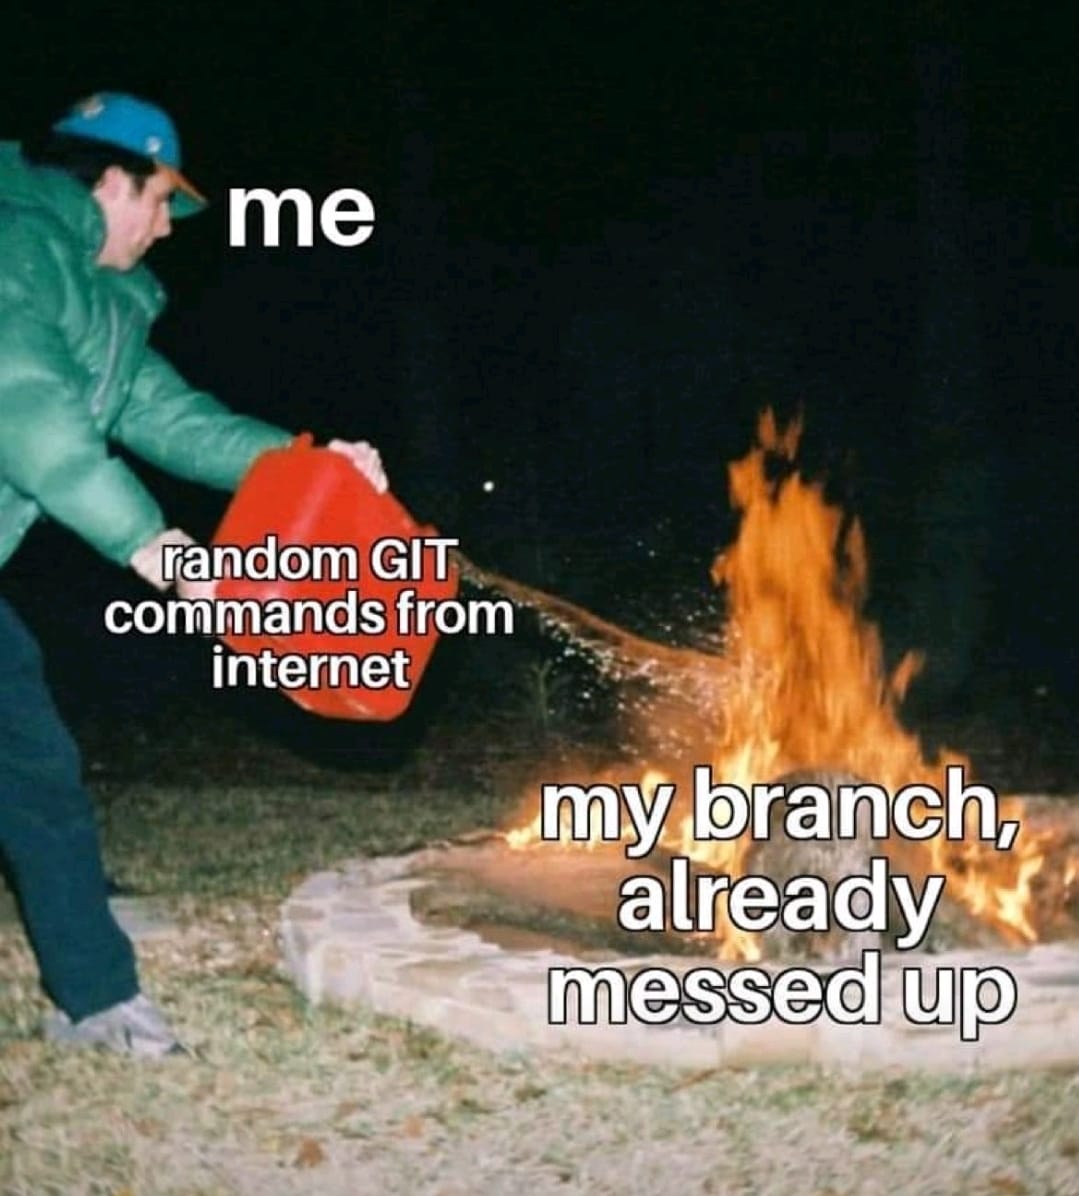 me
random GIT
commands from
internet
my branch,
already
messed up